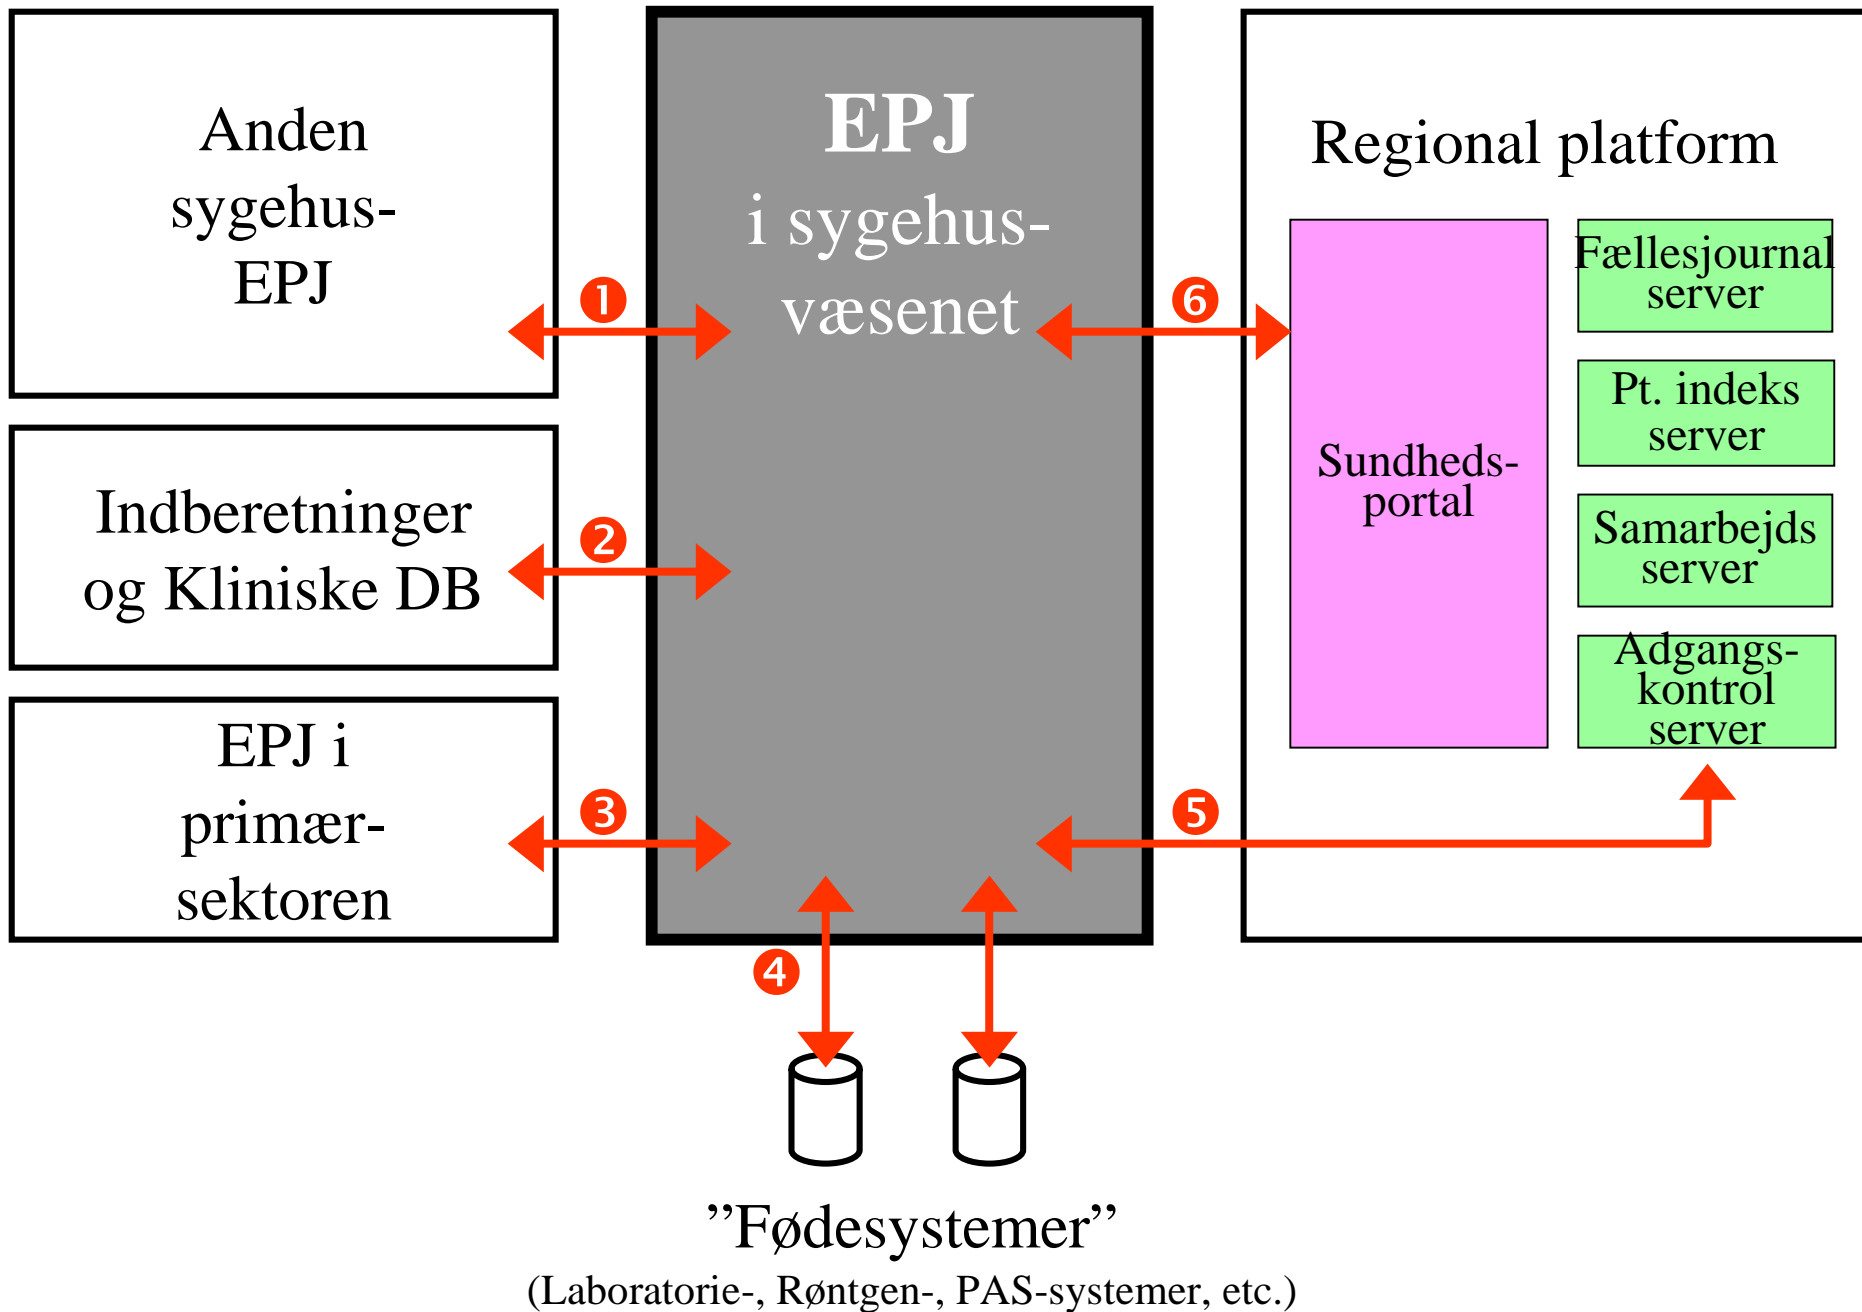 Anden
sygehus-
EPJ
❶
Indberetninger
og Kliniske DB
❷
EPJ i
primær-
sektoren
❸
EPJ
i sygehus-
væsenet
❹
❺
❻
Regional platform
Sundheds-
portal
Fællesjournal
server
Pt. indeks
server
Samarbejds
server
Adgangs-
kontrol
server
”Fødesystemer”
(Laboratorie-, Røntgen-, PAS-systemer, etc.)